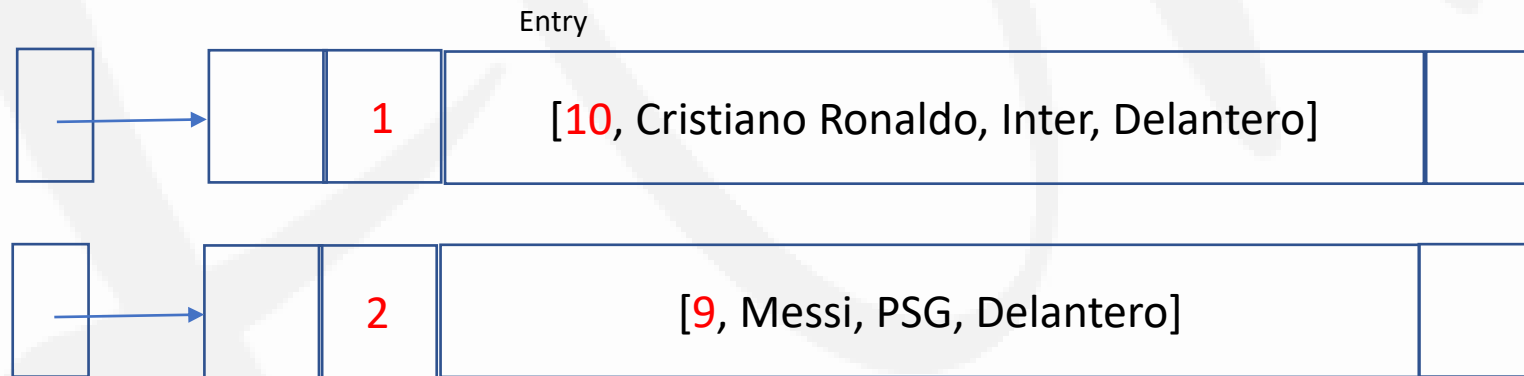 Entry
1 [10, Cristiano Ronaldo, Inter, Delantero]
2 [9, Messi, PSG, Delantero]